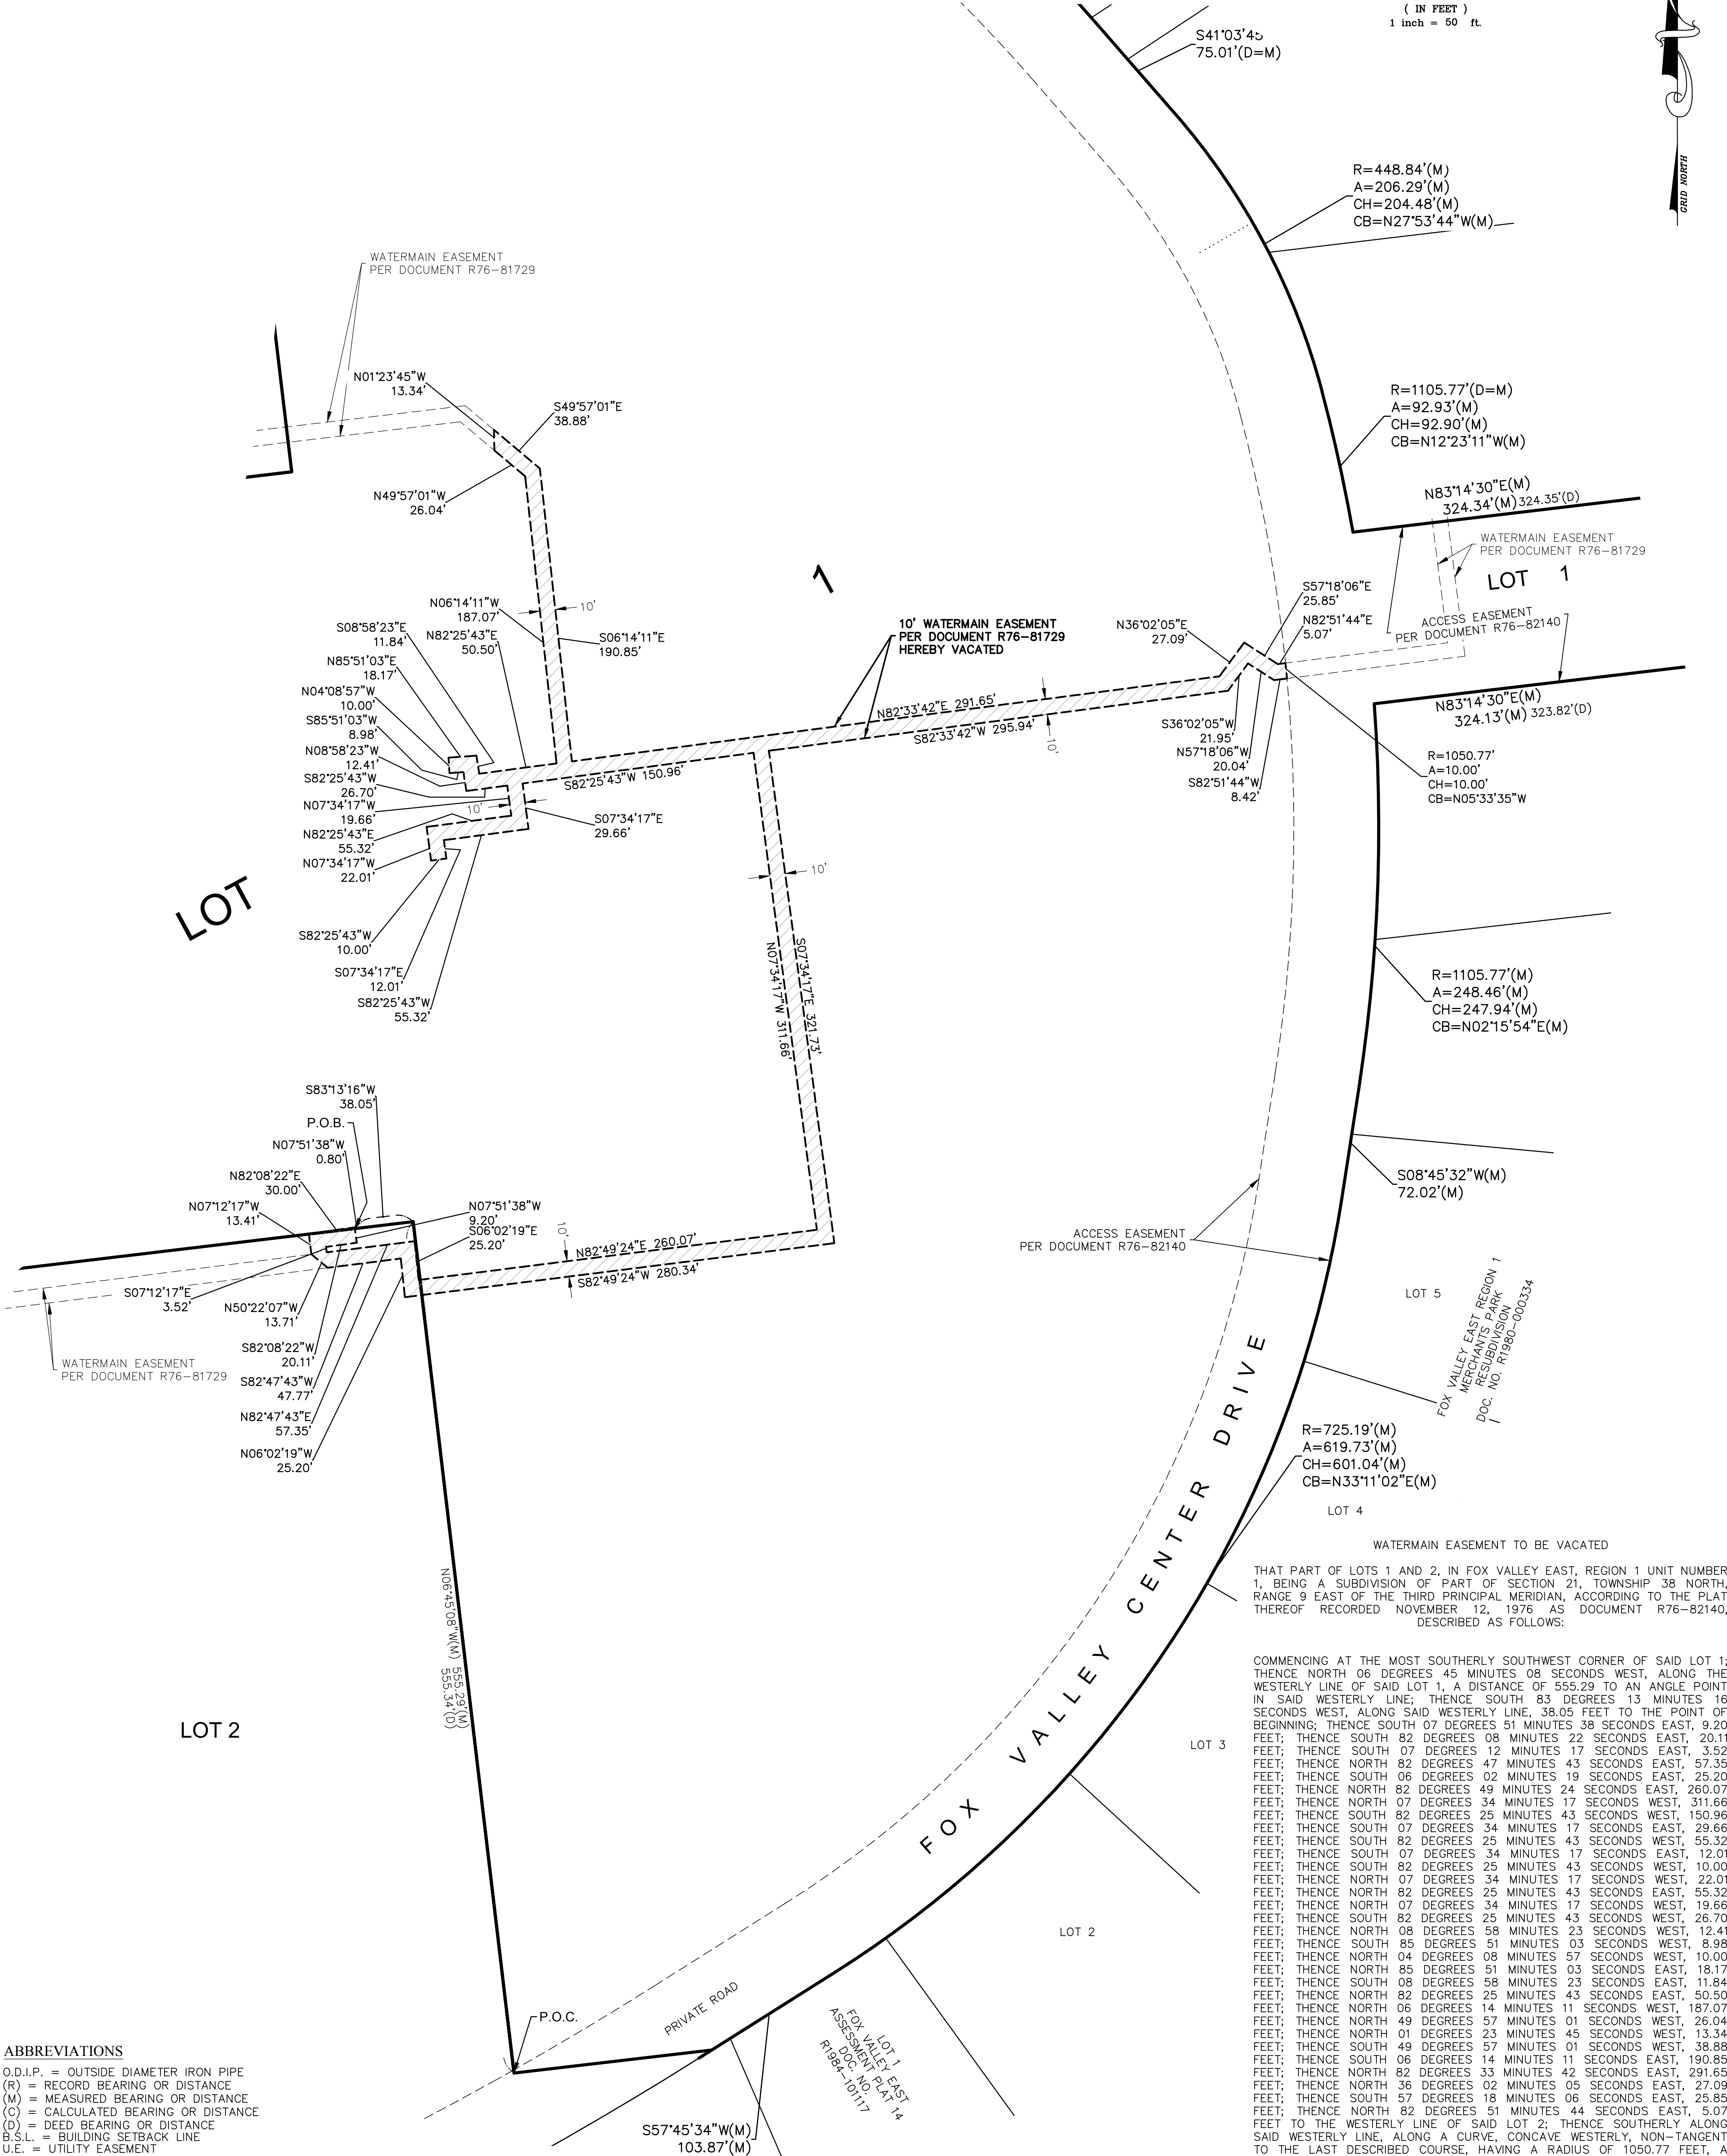 ( IN FEET )
1 inch = 50 ft.
GRID NORTH
S41°03'45
75.01'(D=M)
R=448.84'(M)
A=206.29'(M)
CH=204.48'(M)
CB=N27°53'44"W(M)
WATERMAIN EASEMENT
PER DOCUMENT R76-81729
N01°23'45"W
13.34'
S49°57'01"E
38.88'
N49°57'01"W
26.04'
R=1105.77'(D=M)
A=92.93'(M)
CH=92.90'(M)
CB=N12°23'11"W(M)
N83°14'30"E(M)
324.34'(M) 324.35'(D)
WATERMAIN EASEMENT
PER DOCUMENT R76-81729
LOT 1
ACCESS EASEMENT
PER DOCUMENT R76-82140
N83°14'30"E(M)
324.13'(M) 323.82'(D)
1
10' WATERMAIN EASEMENT
PER DOCUMENT R76-81729
HEREBY VACATED
N36°02'05"E
27.09'
S57°18'06"E
25.85'
N82°51'44"E
5.07'
N06°14'11"W
187.07'
10'
S06°14'11"E
190.85'
S08°58'23"E
11.84'
N82°25'43"E
50.50'
N85°51'03"E
18.17'
N04°08'57"W
10.00'
S85°51'03"W
8.98'
N08°58'23"W
12.41'
S82°25'43"W
26.70'
N07°34'17"W
19.66'
N82°25'43"E
55.32'
N07°34'17"W
22.01'
10'
S07°34'17"E
29.66'
S82°25'43"W 150.96'
N82°33'42"E 291.65'
S82°33'42"W 295.94'
10'
S36°02'05"W
21.95'
N57°18'06"W
20.04'
S82°51'44"W
8.42'
R=1050.77'
A=10.00'
CH=10.00'
CB=N05°33'35"W
LOT
S82°25'43"W
10.00'
S07°34'17"E
12.01'
S82°25'43"W
55.32'
10'
N07°34'17"W 311.66'
S07°34'17"E 321.73'
R=1105.77'(M)
A=248.46'(M)
CH=247.94'(M)
CB=N02°15'54"E(M)
S08°45'32"W(M)
72.02'(M)
S83°13'16"W
38.05'
P.O.B.
N07°51'38"W
0.80'
N82°08'22"E
30.00'
N07°12'17"W
13.41'
N07°51'38"W
9.20'
S06°02'19"E
25.20'
10'
N82°49'24"E 260.07'
S82°49'24"W 280.34'
S07°12'17"E
3.52'
N50°22'07"W
13.71'
S82°08'22"W
20.11'
S82°47'43"W
47.77'
N82°47'43"E
57.35'
N06°02'19"W
25.20'
WATERMAIN EASEMENT
PER DOCUMENT R76-81729
ACCESS EASEMENT
PER DOCUMENT R76-82140
LOT 5
FOX VALLEY EAST REGION 1
MERCHANTS PARK
RESUBDIVISION
DOC. NO. R1980-000334
R=725.19'(M)
A=619.73'(M)
CH=601.04'(M)
CB=N33°11'02"E(M)
LOT 4
FOX VALLEY CENTER DRIVE
N06°45'08"W(M) 555.29'(M)
555.34'(D)
LOT 2
LOT 3
LOT 2
P.O.C.
PRIVATE ROAD
LOT 1
FOX VALLEY EAST
ASSESSMENT PLAT 14
DOC. NO.
R1984-101117
S57°45'34"W(M)
103.87'(M)
ABBREVIATIONS
O.D.I.P. = OUTSIDE DIAMETER IRON PIPE
(R) = RECORD BEARING OR DISTANCE
(M) = MEASURED BEARING OR DISTANCE
(C) = CALCULATED BEARING OR DISTANCE
(D) = DEED BEARING OR DISTANCE
B.S.L. = BUILDING SETBACK LINE
U.E. = UTILITY EASEMENT
WATERMAIN EASEMENT TO BE VACATED
THAT PART OF LOTS 1 AND 2, IN FOX VALLEY EAST, REGION 1 UNIT NUMBER
1, BEING A SUBDIVISION OF PART OF SECTION 21, TOWNSHIP 38 NORTH,
RANGE 9 EAST OF THE THIRD PRINCIPAL MERIDIAN, ACCORDING TO THE PLAT
THEREOF RECORDED NOVEMBER 12, 1976 AS DOCUMENT R76-82140,
DESCRIBED AS FOLLOWS:
COMMENCING AT THE MOST SOUTHERLY SOUTHWEST CORNER OF SAID LOT 1;
THENCE NORTH 06 DEGREES 45 MINUTES 08 SECONDS WEST, ALONG THE
WESTERLY LINE OF SAID LOT 1, A DISTANCE OF 555.29 TO AN ANGLE POINT
IN SAID WESTERLY LINE; THENCE SOUTH 83 DEGREES 13 MINUTES 16
SECONDS WEST, ALONG SAID WESTERLY LINE, 38.05 FEET TO THE POINT OF
BEGINNING; THENCE SOUTH 07 DEGREES 51 MINUTES 38 SECONDS EAST, 9.20
FEET; THENCE SOUTH 82 DEGREES 08 MINUTES 22 SECONDS EAST, 20.11
FEET; THENCE SOUTH 07 DEGREES 12 MINUTES 17 SECONDS EAST, 3.52
FEET; THENCE NORTH 82 DEGREES 47 MINUTES 43 SECONDS EAST, 57.35
FEET; THENCE SOUTH 06 DEGREES 02 MINUTES 19 SECONDS EAST, 25.20
FEET; THENCE NORTH 82 DEGREES 49 MINUTES 24 SECONDS EAST, 260.07
FEET; THENCE NORTH 07 DEGREES 34 MINUTES 17 SECONDS WEST, 311.66
FEET; THENCE SOUTH 82 DEGREES 25 MINUTES 43 SECONDS WEST, 150.96
FEET; THENCE SOUTH 07 DEGREES 34 MINUTES 17 SECONDS EAST, 29.66
FEET; THENCE SOUTH 82 DEGREES 25 MINUTES 43 SECONDS WEST, 55.32
FEET; THENCE SOUTH 07 DEGREES 34 MINUTES 17 SECONDS EAST, 12.01
FEET; THENCE SOUTH 82 DEGREES 25 MINUTES 43 SECONDS WEST, 10.00
FEET; THENCE NORTH 07 DEGREES 34 MINUTES 17 SECONDS WEST, 22.01
FEET; THENCE NORTH 82 DEGREES 25 MINUTES 43 SECONDS EAST, 55.32
FEET; THENCE NORTH 07 DEGREES 34 MINUTES 17 SECONDS WEST, 19.66
FEET; THENCE SOUTH 82 DEGREES 25 MINUTES 43 SECONDS WEST, 26.70
FEET; THENCE NORTH 08 DEGREES 58 MINUTES 23 SECONDS WEST, 12.41
FEET; THENCE SOUTH 85 DEGREES 51 MINUTES 03 SECONDS WEST, 8.98
FEET; THENCE NORTH 04 DEGREES 08 MINUTES 57 SECONDS WEST, 10.00
FEET; THENCE NORTH 85 DEGREES 51 MINUTES 03 SECONDS EAST, 18.17
FEET; THENCE SOUTH 08 DEGREES 58 MINUTES 23 SECONDS EAST, 11.84
FEET; THENCE NORTH 82 DEGREES 25 MINUTES 43 SECONDS EAST, 50.50
FEET; THENCE NORTH 06 DEGREES 14 MINUTES 11 SECONDS WEST, 187.07
FEET; THENCE NORTH 49 DEGREES 57 MINUTES 01 SECONDS WEST, 26.04
FEET; THENCE NORTH 01 DEGREES 23 MINUTES 45 SECONDS WEST, 13.34
FEET; THENCE SOUTH 49 DEGREES 57 MINUTES 01 SECONDS WEST, 38.88
FEET; THENCE SOUTH 06 DEGREES 14 MINUTES 11 SECONDS EAST, 190.85
FEET; THENCE NORTH 82 DEGREES 33 MINUTES 42 SECONDS EAST, 291.65
FEET; THENCE NORTH 36 DEGREES 02 MINUTES 05 SECONDS EAST, 27.09
FEET; THENCE SOUTH 57 DEGREES 18 MINUTES 06 SECONDS EAST, 25.85
FEET; THENCE NORTH 82 DEGREES 51 MINUTES 44 SECONDS EAST, 5.07
FEET TO THE WESTERLY LINE OF SAID LOT 2; THENCE SOUTHERLY ALONG
SAID WESTERLY LINE, ALONG A CURVE, CONCAVE WESTERLY, NON-TANGENT
TO THE LAST DESCRIBED COURSE, HAVING A RADIUS OF 1050.77 FEET, A